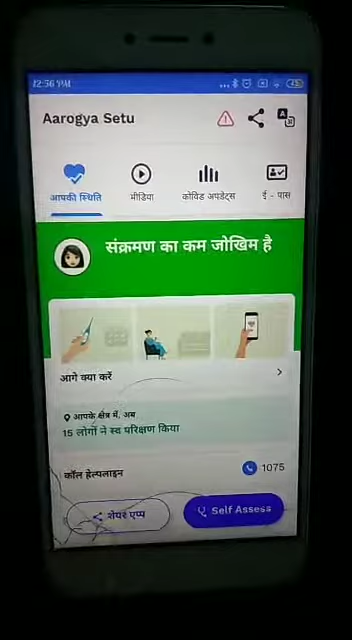 12:56 PM
Aarogya Setu
आपकी स्थिति
मीडिया
कोविड अपडेट्स
ई - पास
संक्रमण का कम जोखिम है
आगे क्या करें
आपके क्षेत्र में, अब
15 लोगों ने स्व परिक्षण किया
कॉल हेल्पलाइन
1075
शेयर एप्प
Self Assess